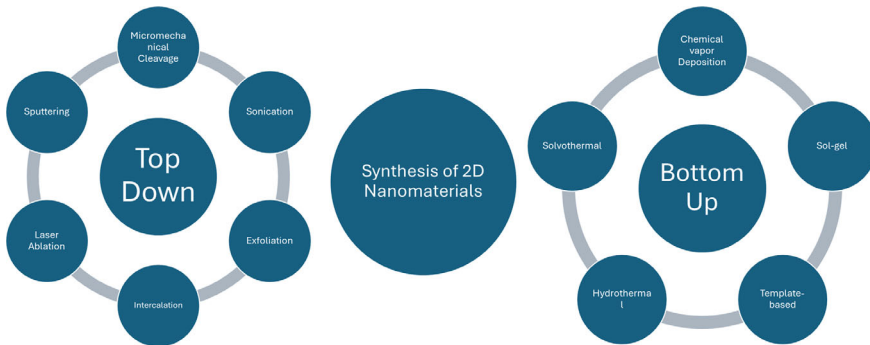 Micromecha
nical
Cleavage
Sputtering
Sonication
Top
Down
Laser
Ablation
Exfoliation
Intercalation
Synthesis of 2D
Nanomaterials
Chemical
vapor
Deposition
Solvothermal
Sol-gel
Bottom
Up
Hydrotherma
l
Template-
based